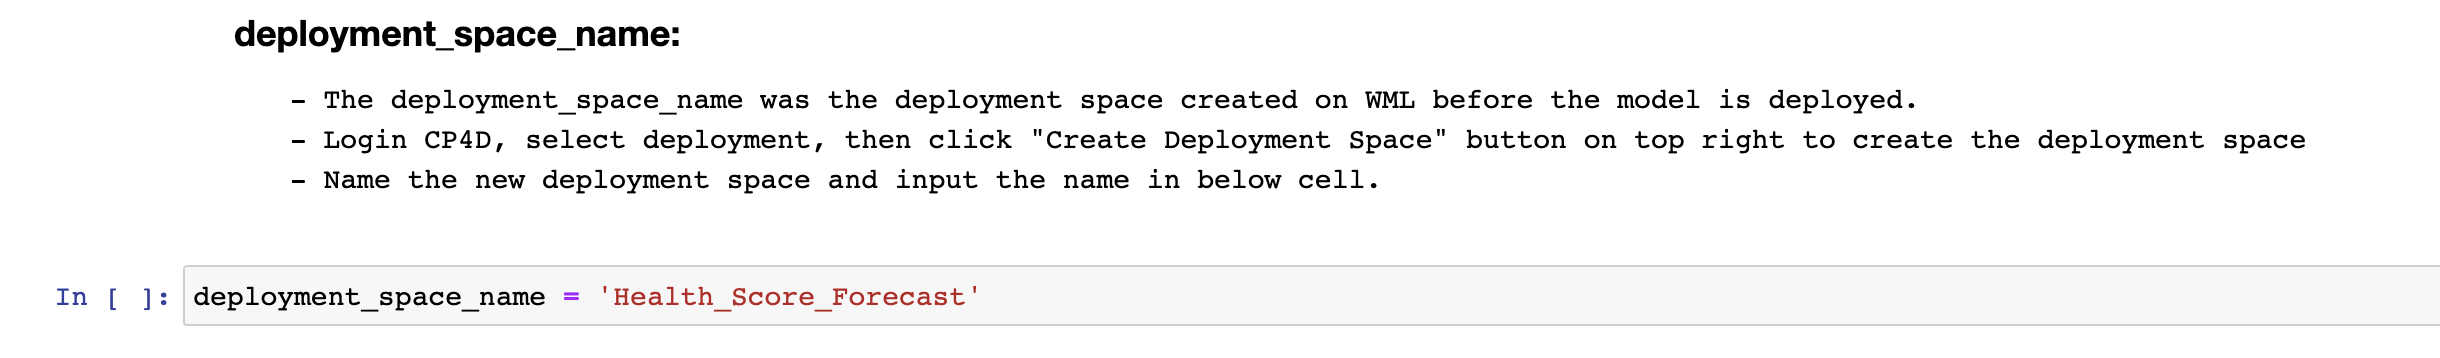 deployment_space_name:
- The deployment_space_name was the deployment space created on WML before the model is deployed.
- Login CP4D, select deployment, then click "Create Deployment Space" button on top right to create the deployment space
- Name the new deployment space and input the name in below cell.
In [ ]: deployment_space_name = 'Health_Score_Forecast'